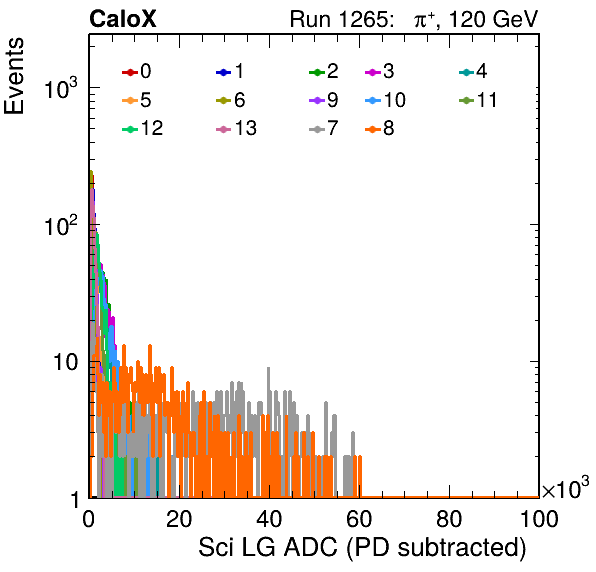 CaloX Run 1265: π⁺, 120 GeV
Events
10³
10²
10
1
0 1 2 3 4
5 6 9 10 11
12 13 7 8
0 20 40 60 80 100
×10³
Sci LG ADC (PD subtracted)